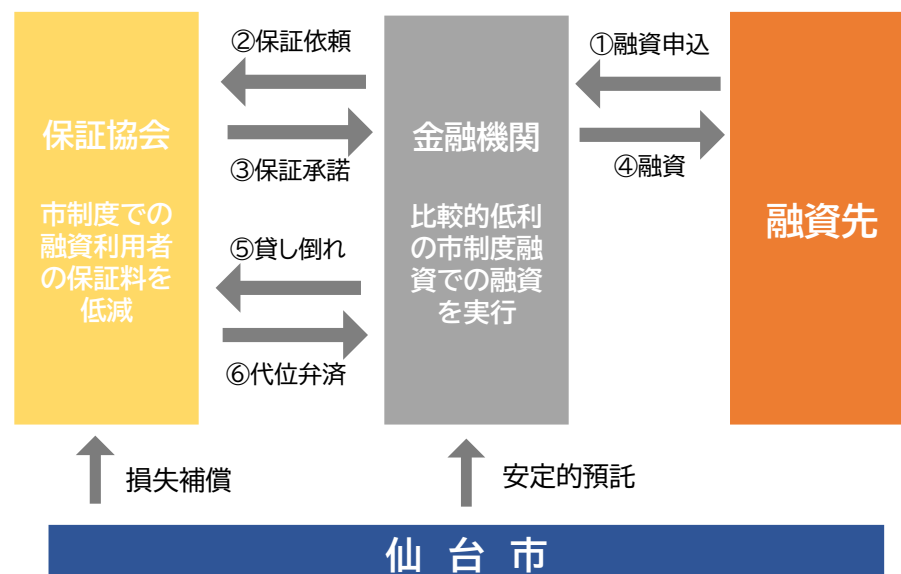 ②保証依頼
①融資申込
保証協会
③保証承諾
金融機関
④融資
市制度での
融資利用者
の保証料を
低減
⑤貸し倒れ
⑥代位弁済
比較的低利
の市制度融
資での融資
を実行
融資先
損失補償
安定的預託
仙台市